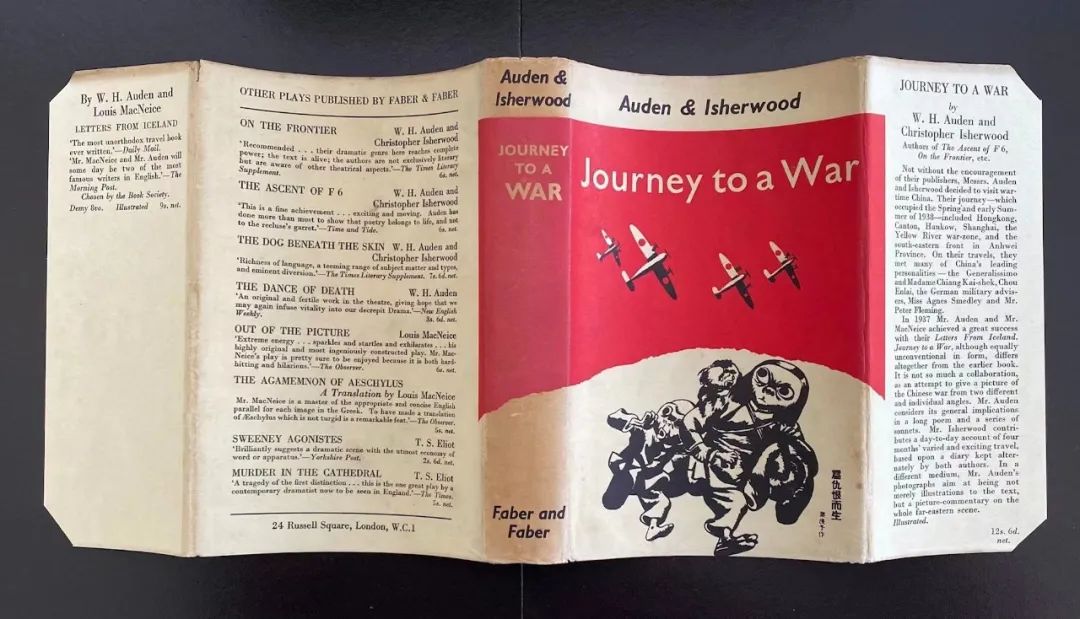 By W. H. Auden and
Louis MacNeice
LETTERS FROM ICELAND
'The most unorthodox travel book
ever written.'—Daily Mail.
'Mr. MacNeice and Mr. Auden will
some day be two of the most
famous writers in English.'—The
Morning Post.
Chosen by the Book Society.
Demy 8vo. Illustrated 9s. net.
OTHER PLAYS PUBLISHED BY FABER & FABER
ON THE FRONTIER W. H. Auden and
Christopher Isherwood
'Recommended . . . their dramatic genre here reaches complete
power; the text is alive; the authors are not exclusively literary
but are aware of other theatrical aspects.'—The Times Literary
Supplement. 6s. net.
THE ASCENT OF F 6 W. H. Auden and
Christopher Isherwood
'This is a fine achievement . . . exciting and moving. Auden has
done more than most to show that poetry belongs to life, and not
to the recluse's garret.'—Time and Tide. 6s. net.
THE DOG BENEATH THE SKIN W. H. Auden and
Christopher Isherwood
'Richness of language, a teeming range of subject matter and types,
and eminent diversion.'—The Times Literary Supplement. 7s. 6d. net.
THE DANCE OF DEATH W. H. Auden
'An original and fertile work in the theatre, giving hope that we
may again infuse vitality into our decrepit Drama.'—New English
Weekly. 2s. 6d. net.
OUT OF THE PICTURE Louis MacNeice
'Extreme energy . . . sparkles and startles and exhilarates . . . his
highly original and most ingeniously constructed play. Mr. Mac-
Neice's play is pretty sure to be enjoyed because it is both hard-
hitting and hilarious.'—The Observer. 6s. net.
THE AGAMEMNON OF AESCHYLUS
A Translation by Louis MacNeice
Mr. MacNeice is a master of the appropriate and concise English
parallel for each image in the Greek. To have made a translation
of Æschylus which is not turgid is a remarkable feat.'—The Observer.
5s. net.
SWEENEY AGONISTES T. S. Eliot
'Brilliantly suggests a dramatic scene with the utmost economy of
word or apparatus.'—Yorkshire Post. 2s. 6d. net.
MURDER IN THE CATHEDRAL T. S. Eliot
'A tragedy of the first distinction . . . this is the one great play by a
contemporary dramatist now to be seen in England.'—The Times.
5s. net.
24 Russell Square, London, W.C.1
Auden &
Isherwood
JOURNEY
TO A
WAR
Faber and
Faber
Auden & Isherwood
Journey to a War
仇恨而生
JOURNEY TO A WAR
by
W. H. Auden and
Christopher Isherwood
Authors of The Ascent of F 6,
On the Frontier, etc.
Not without the encouragement
of their publishers, Messrs. Auden
and Isherwood decided to visit war-
time China. Their journey—which
occupied the Spring and early Sum-
mer of 1938—included Hongkong,
Canton, Hankow, Shanghai, the
Yellow River war-zone, and the
south-eastern front in Anhwei
Province. On their travels, they
met many of China's leading
personalities—the Generalissimo
and Madame Chiang Kai-shek, Chou
Enlai, the German military advis-
ers, Miss Agnes Smedley and Mr.
Peter Fleming.
In 1937 Mr. Auden and Mr.
MacNeice achieved a great success
with their Letters From Iceland.
Journey to a War, although equally
unconventional in form, differs
altogether from the earlier book.
It is not so much a collaboration,
as an attempt to give a picture of
the Chinese war from two different
and individual angles. Mr. Auden
considers its general implications
in a long poem and a series of
sonnets. Mr. Isherwood contri-
butes a day-to-day account of four
months' varied and exciting travel,
based upon a diary kept alter-
nately by both authors. In a
different medium, Mr. Auden's
photographs aim at being not
merely illustrations to the text,
but a picture-commentary on the
whole far-eastern scene.
Illustrated.
12s. 6d.
net.